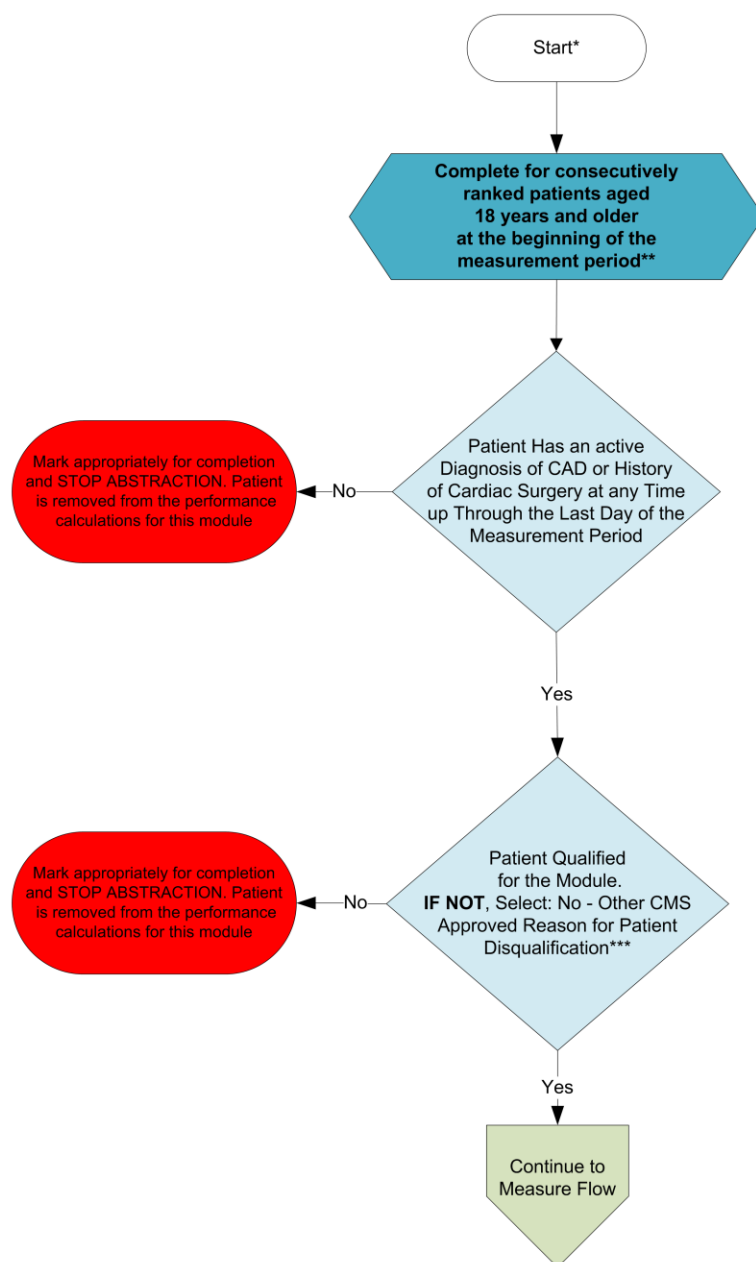 Start*
Complete for consecutively
ranked patients aged
18 years and older
at the beginning of the
measurement period**
Patient Has an active
Diagnosis of CAD or History
of Cardiac Surgery at any Time
up Through the Last Day of the
Measurement Period
No
Mark appropriately for completion
and STOP ABSTRACTION. Patient
is removed from the performance
calculations for this module
Yes
Patient Qualified
for the Module.
IF NOT, Select: No - Other CMS
Approved Reason for Patient
Disqualification***
No
Mark appropriately for completion
and STOP ABSTRACTION. Patient
is removed from the performance
calculations for this module
Yes
Continue to
Measure Flow